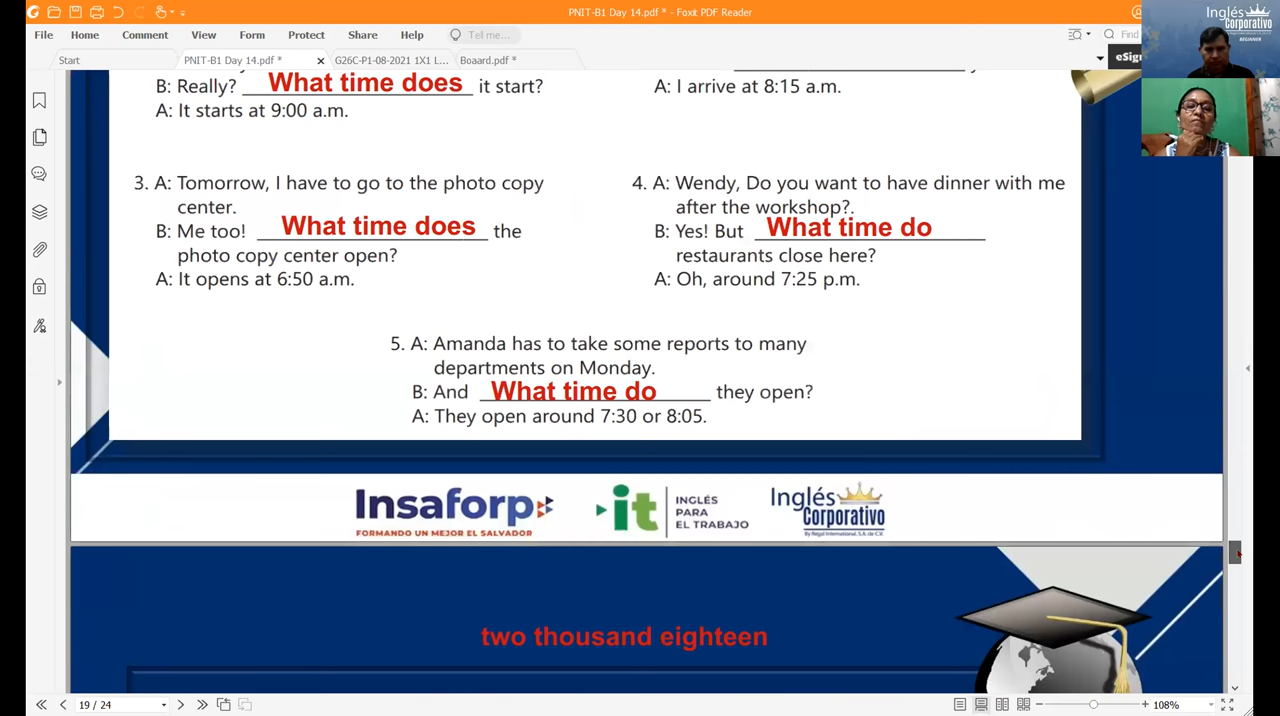 PNIT-B1 Day 14.pdf * - Foxit PDF Reader
File Home Comment View Form Protect Share Help Tell me... Find
Start PNIT-B1 Day 14.pdf * G26C-P1-08-2021 1X1 L... Boaard.pdf *
eSign
Inglés
Corporativo
BEGINNER
B: Really? What time does it start?
A: It starts at 9:00 a.m.
A: I arrive at 8:15 a.m.
3. A: Tomorrow, I have to go to the photo copy
center.
B: Me too! What time does the
photo copy center open?
A: It opens at 6:50 a.m.
4. A: Wendy, Do you want to have dinner with me
after the workshop?.
B: Yes! But What time do
restaurants close here?
A: Oh, around 7:25 p.m.
5. A: Amanda has to take some reports to many
departments on Monday.
B: And What time do they open?
A: They open around 7:30 or 8:05.
Insaforp
FORMANDO UN MEJOR EL SALVADOR
it
INGLÉS
PARA
EL TRABAJO
Inglés
Corporativo
By Regal International, S.A. de C.V.
two thousand eighteen
19 / 24
108%